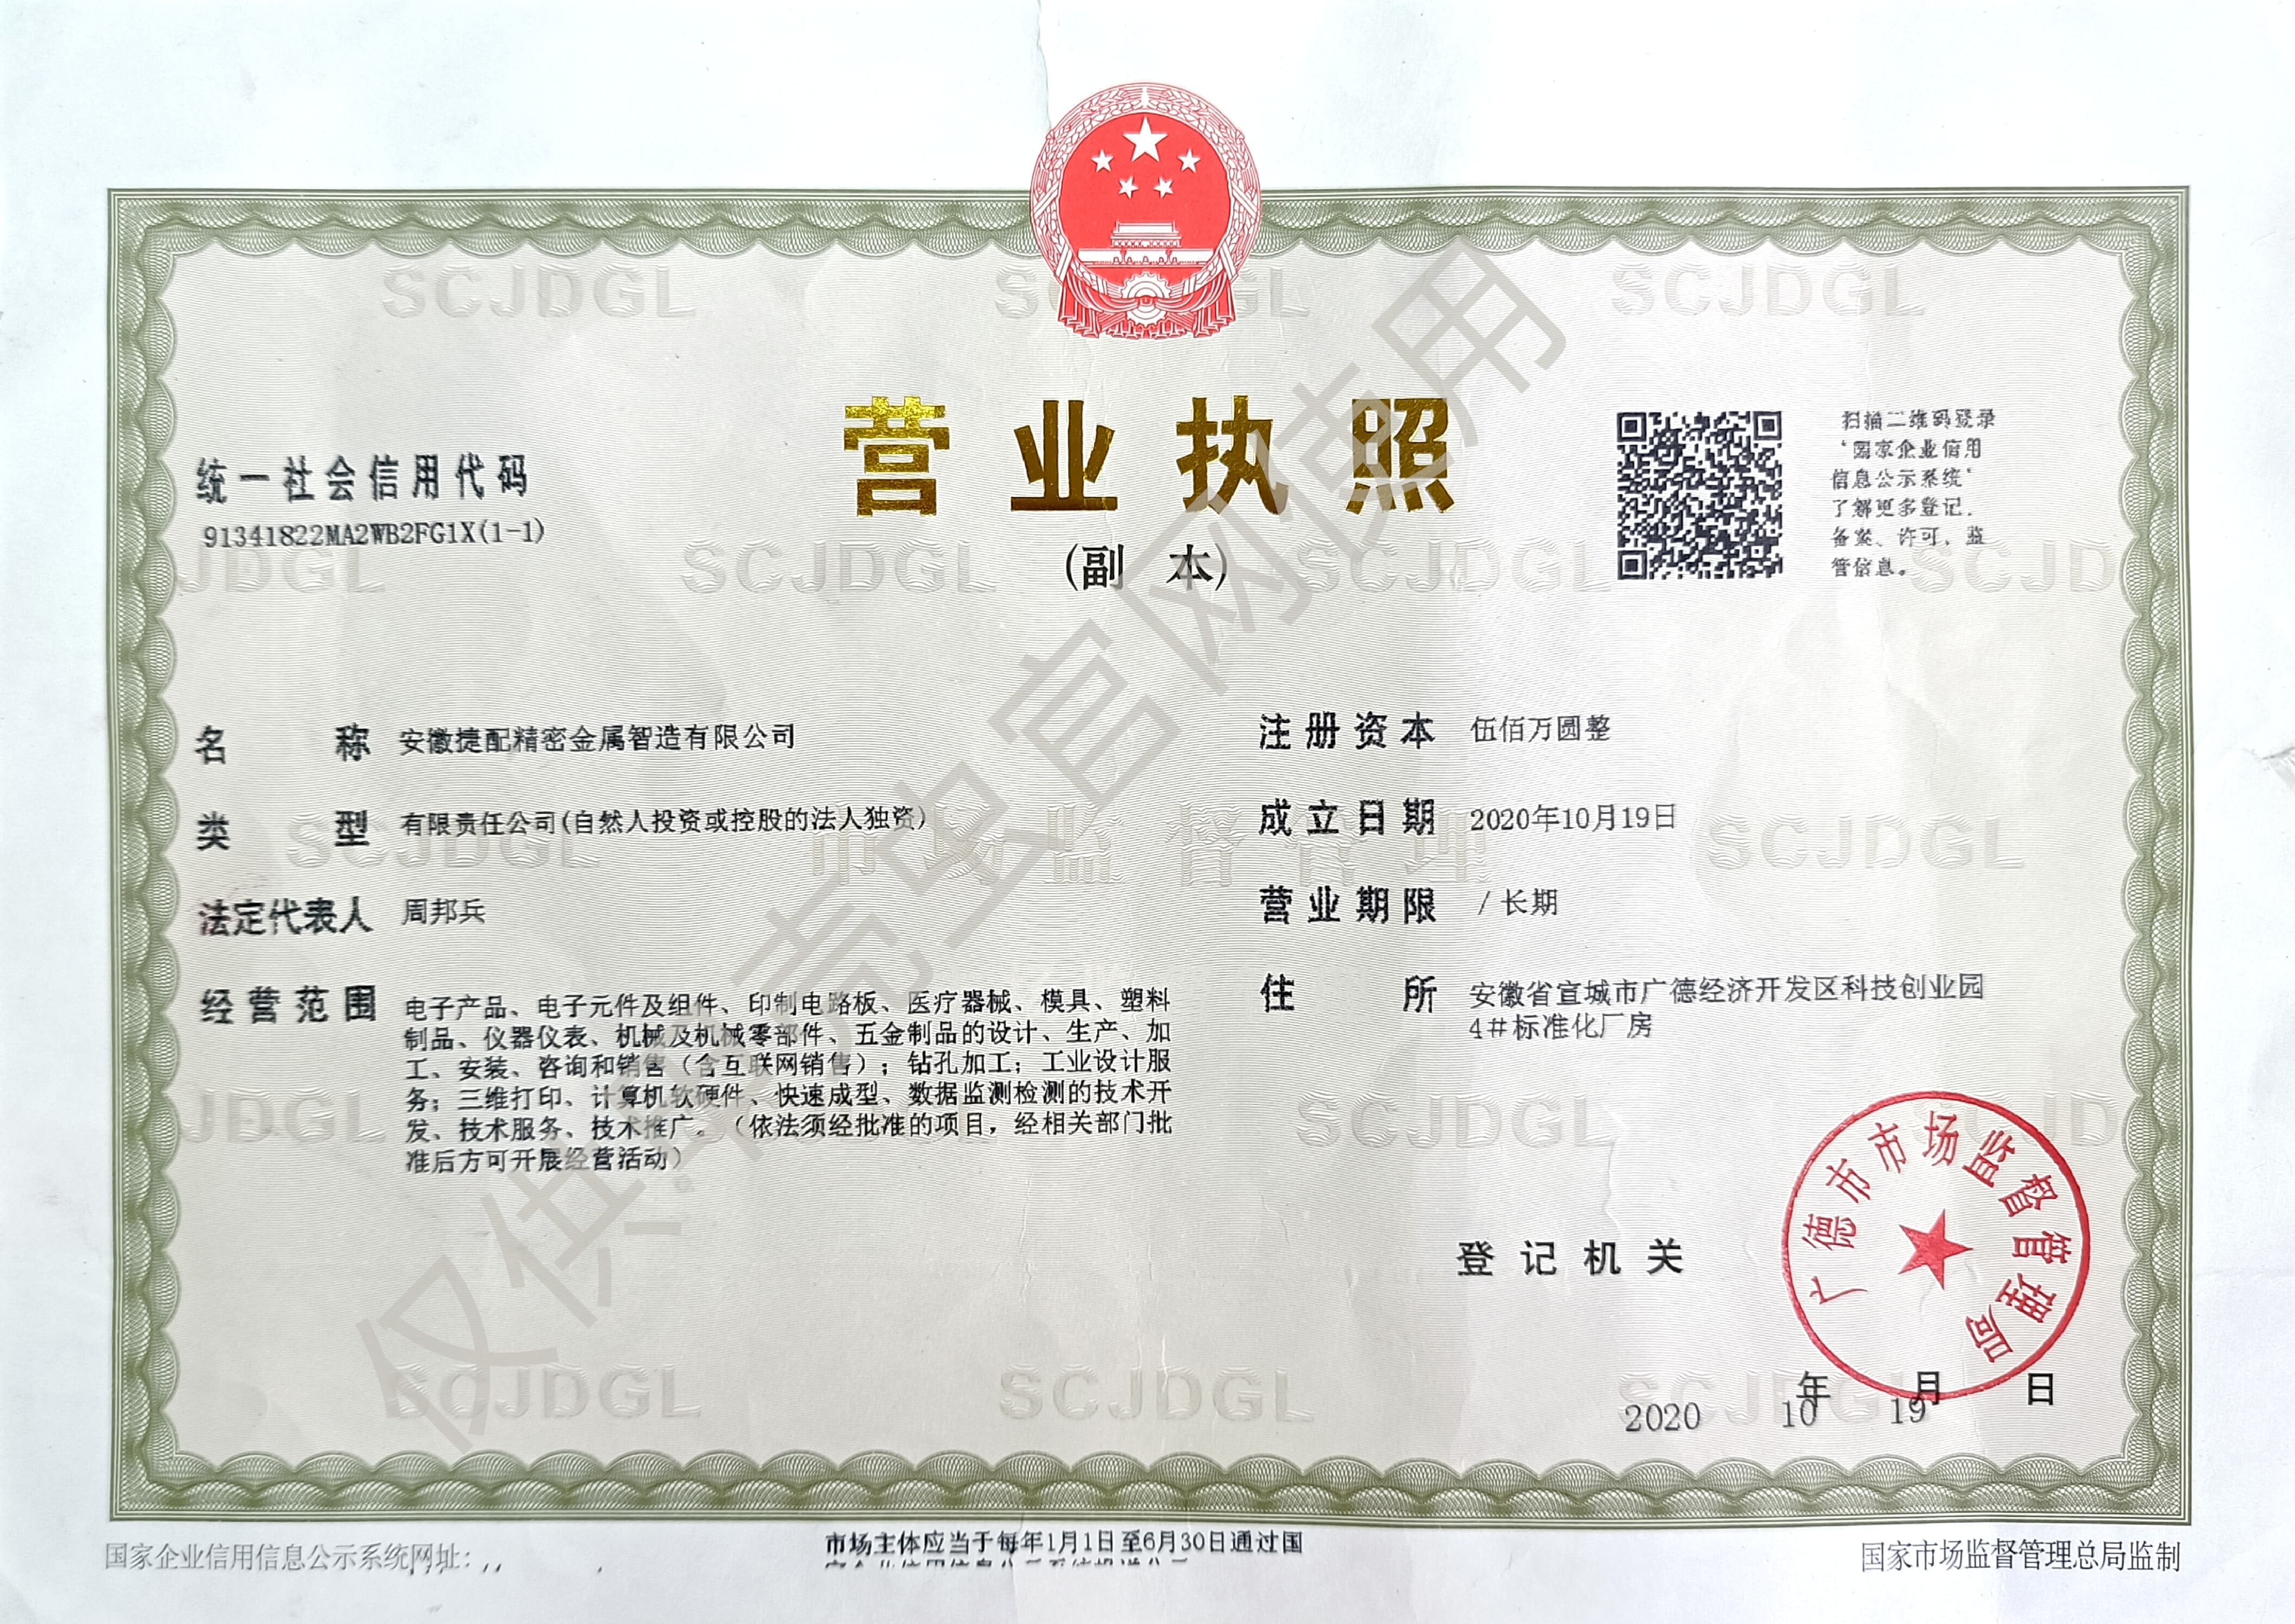 营业执照
(副 本)
统一社会信用代码
91341822MA2WB2FG1X(1-1)
扫描二维码登录
“国家企业信用
信息公示系统”
了解更多登记、
备案、许可、监
管信息。
名 称 安徽捷配精密金属智造有限公司
类 型 有限责任公司(自然人投资或控股的法人独资)
法定代表人 周邦兵
经营范围 电子产品、电子元件及组件、印制电路板、医疗器械、模具、塑料
制品、仪器仪表、机械及机械零部件、五金制品的设计、生产、加
工、安装、咨询和销售（含互联网销售）；钻孔加工；工业设计服
务；三维打印、计算机软硬件、快速成型、数据监测检测的技术开
发、技术服务、技术推广。（依法须经批准的项目，经相关部门批
准后方可开展经营活动）
注册资本 伍佰万圆整
成立日期 2020年10月19日
营业期限 / 长期
住 所 安徽省宣城市广德经济开发区科技创业园
4#标准化厂房
登记机关
广德市市场监督管理局
年 月 日
2020 10 19
国家企业信用信息公示系统网址：
市场主体应当于每年1月1日至6月30日通过国
国家市场监督管理总局监制
SCJDGL
市场监督管理
仅供 壳虫官网使用